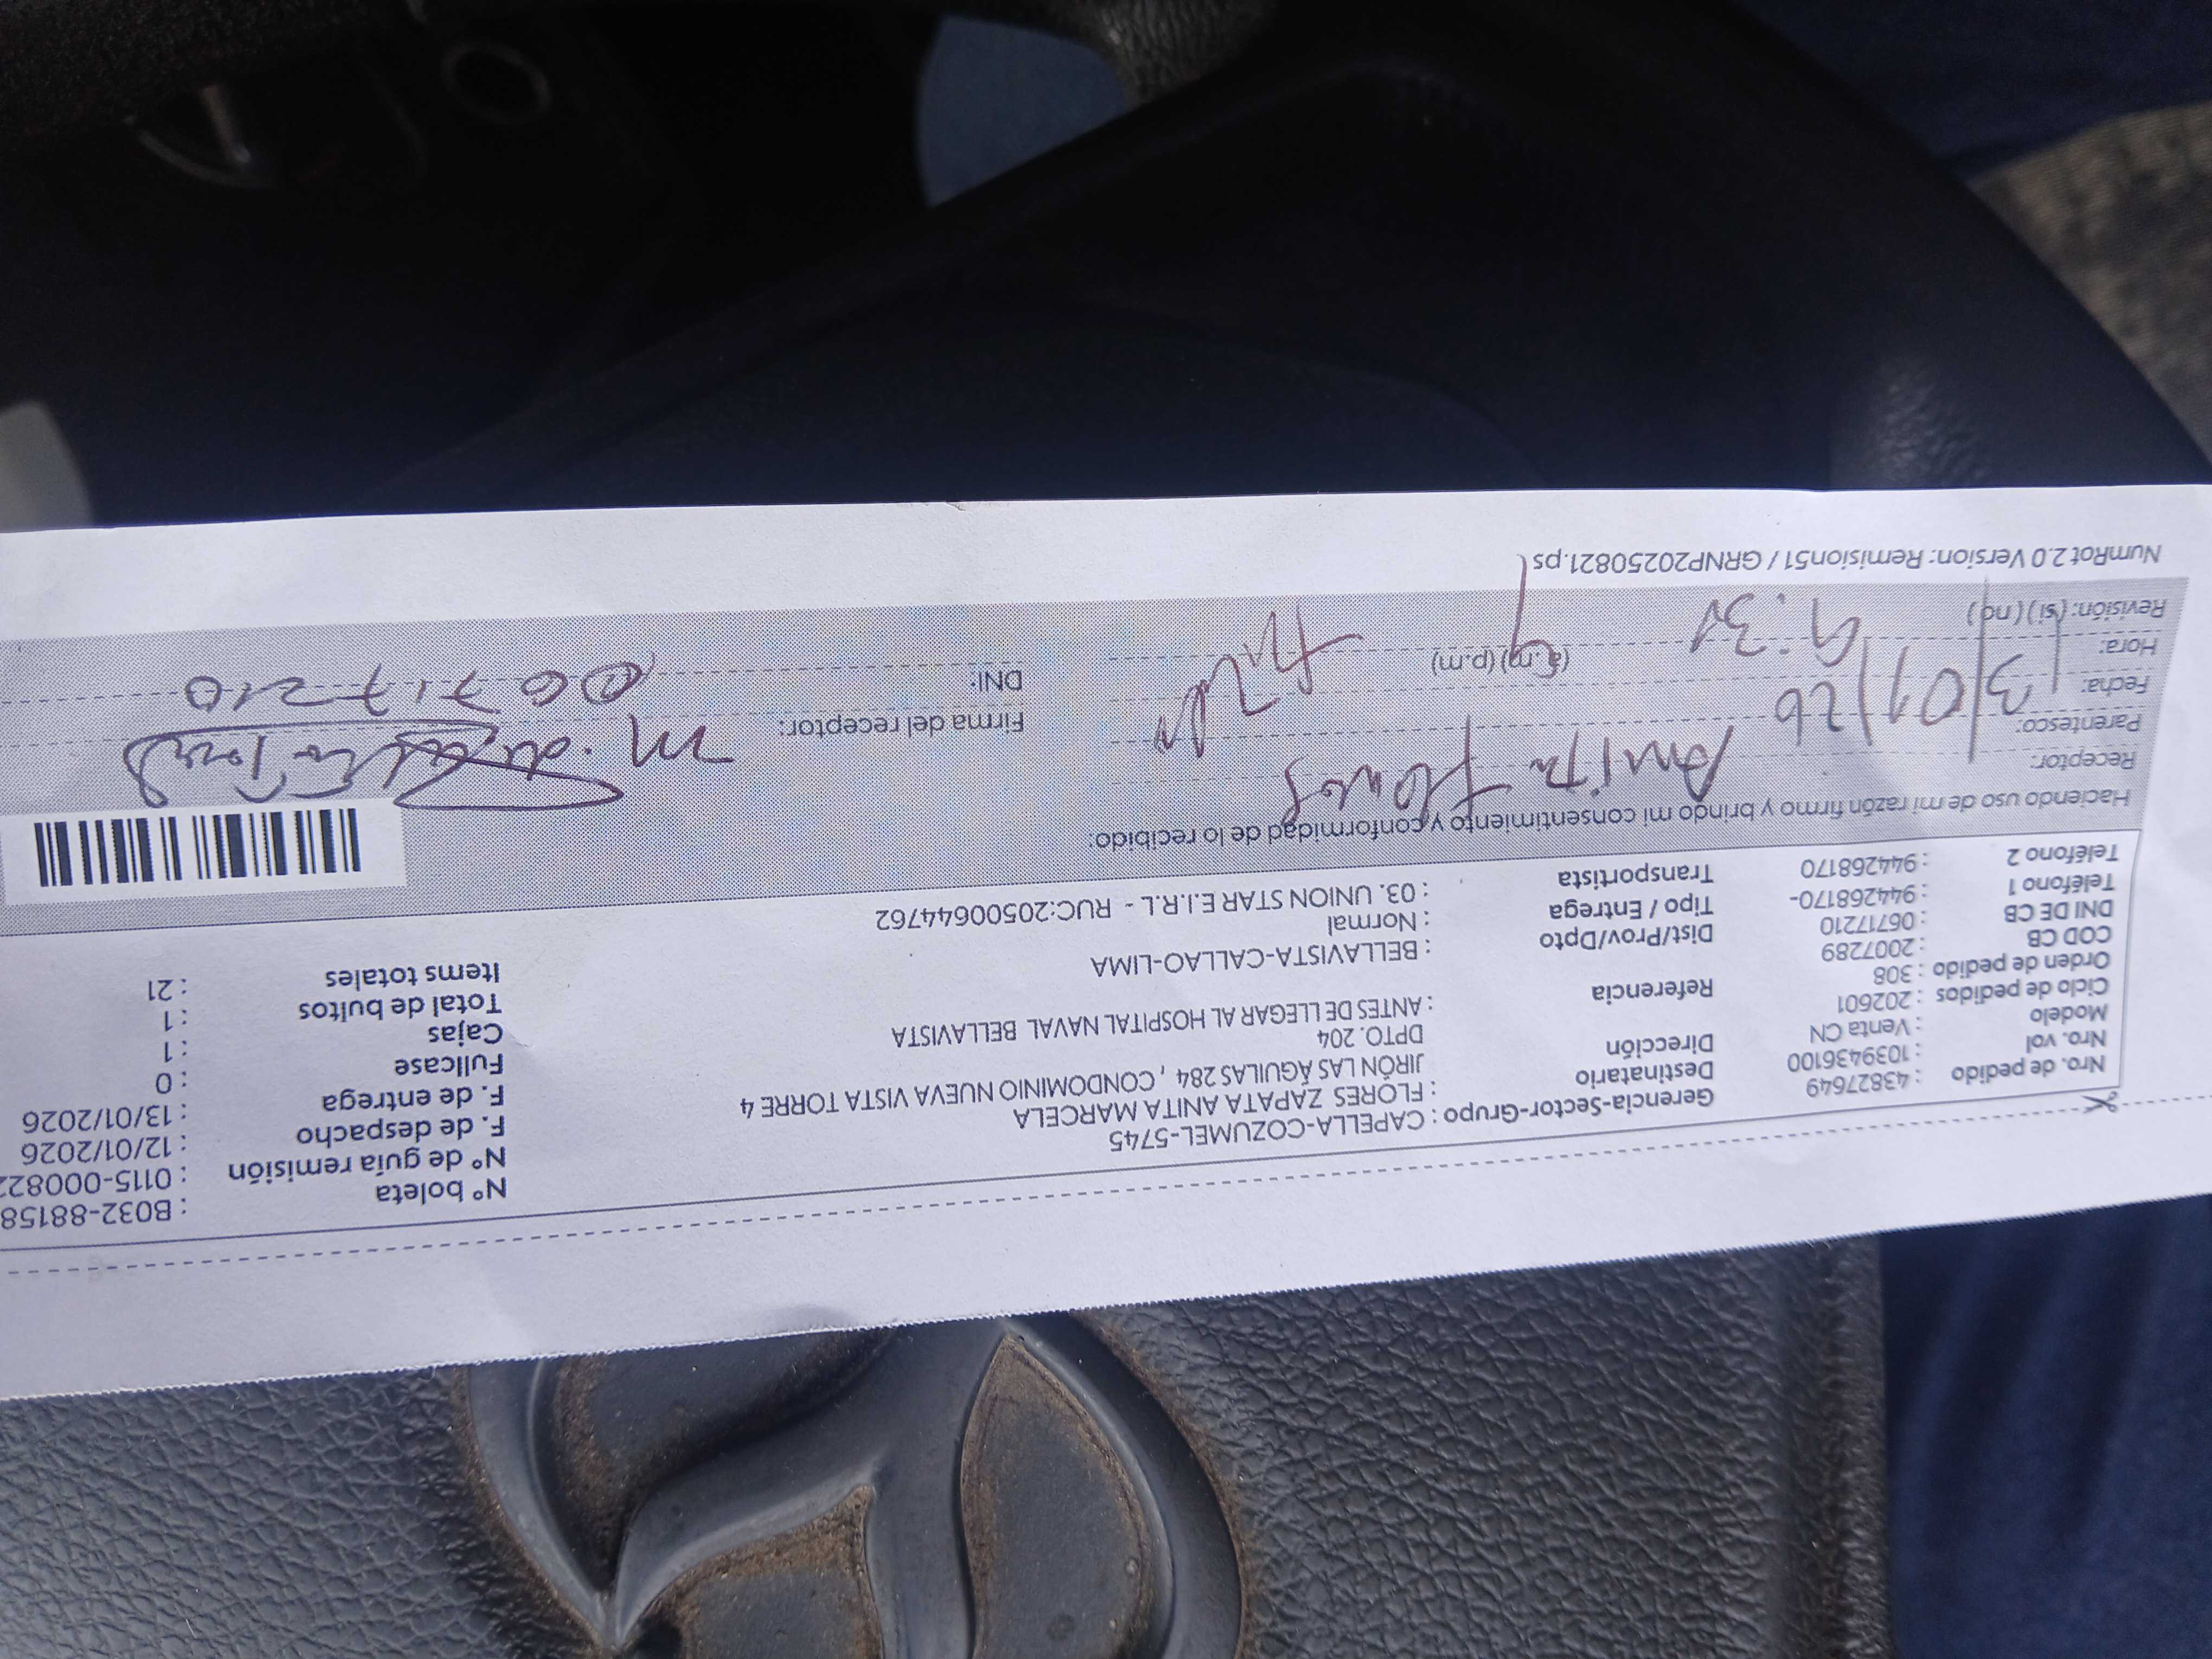 Gerencia-Sector-Grupo : CAPELLA-COZUMEL-5745
Nro. de pedido : 43827649
Destinatario : FLORES ZAPATA ANITA MARCELA
Nº boleta : B032-88158
Nro. vol : 1039436100
Dirección JIRÓN LAS ÁGUILAS 284 , CONDOMINIO NUEVA VISTA TORRE 4
DPTO. 204
Nº de guía remisión : 0115-00082
Modelo : Venta CN
F. de despacho : 12/01/2026
Ciclo de pedidos : 202601
Referencia : ANTES DE LLEGAR AL HOSPITAL NAVAL BELLAVISTA
F. de entrega : 13/01/2026
Orden de pedido : 308
Fullcase : 0
COD CB : 2007289
Dist/Prov/Dpto : BELLAVISTA-CALLAO-LIMA
Cajas : 1
DNI DE CB : 06717210
Tipo / Entrega : Normal
Total de bultos : 1
Teléfono 1 : 944268170-
Transportista : 03. UNION STAR E.I.R.L - RUC:20500644762
Items totales : 21
Teléfono 2 : 944268170
Haciendo uso de mi razón firmo y brindo mi consentimiento y conformidad de lo recibido:
Receptor: Anita Flores
Parentesco:
Firma del receptor:
Fecha: 13/01/26
DNI: 06717210
Hora: 9:30 (a.m) (p.m)
Revisión: (si) (no)
NumRot 2.0 Version: Remision51 / GRNP20250821.ps